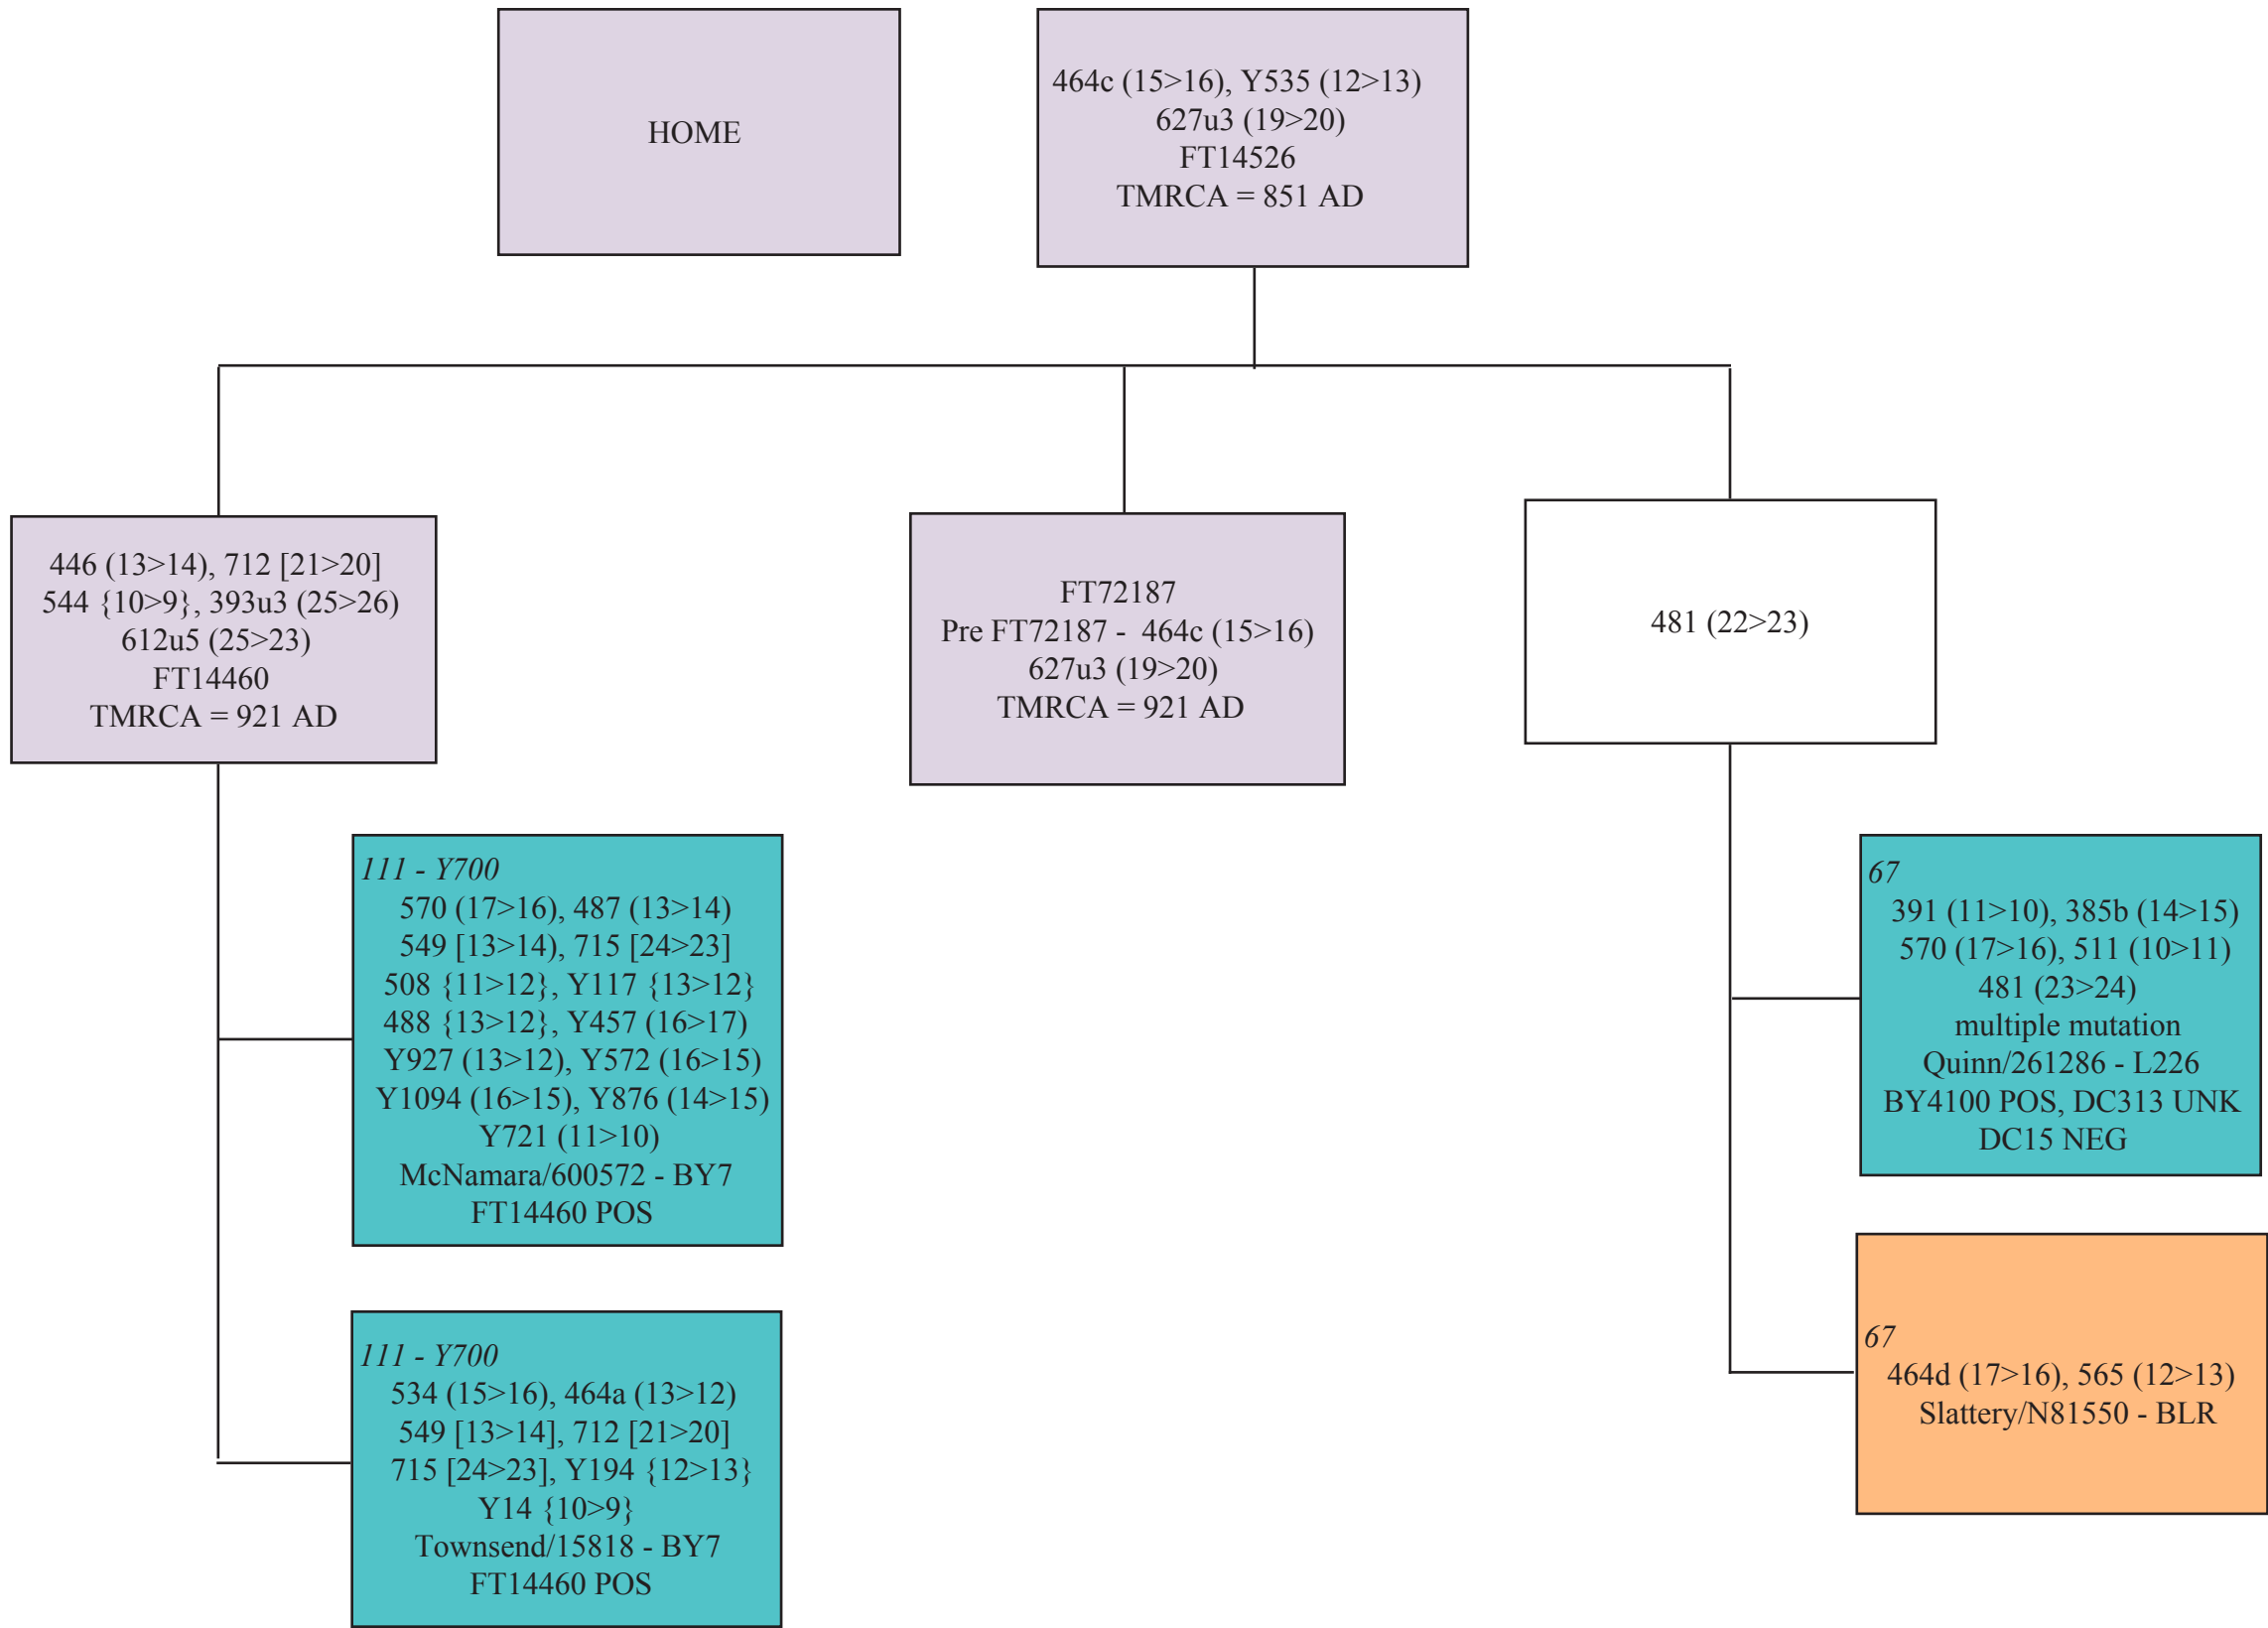 HOME
464c (15>16), Y535 (12>13)
627u3 (19>20)
FT14526
TMRCA = 851 AD
446 (13>14), 712 [21>20]
544 {10>9}, 393u3 (25>26)
612u5 (25>23)
FT14460
TMRCA = 921 AD
FT72187
Pre FT72187 - 464c (15>16)
627u3 (19>20)
TMRCA = 921 AD
481 (22>23)
111 - Y700
570 (17>16), 487 (13>14)
549 [13>14), 715 [24>23]
508 {11>12}, Y117 {13>12}
488 {13>12}, Y457 (16>17)
Y927 (13>12), Y572 (16>15)
Y1094 (16>15), Y876 (14>15)
Y721 (11>10)
McNamara/600572 - BY7
FT14460 POS
67
391 (11>10), 385b (14>15)
570 (17>16), 511 (10>11)
481 (23>24)
multiple mutation
Quinn/261286 - L226
BY4100 POS, DC313 UNK
DC15 NEG
111 - Y700
534 (15>16), 464a (13>12)
549 [13>14], 712 [21>20]
715 [24>23], Y194 {12>13}
Y14 {10>9}
Townsend/15818 - BY7
FT14460 POS
67
464d (17>16), 565 (12>13)
Slattery/N81550 - BLR